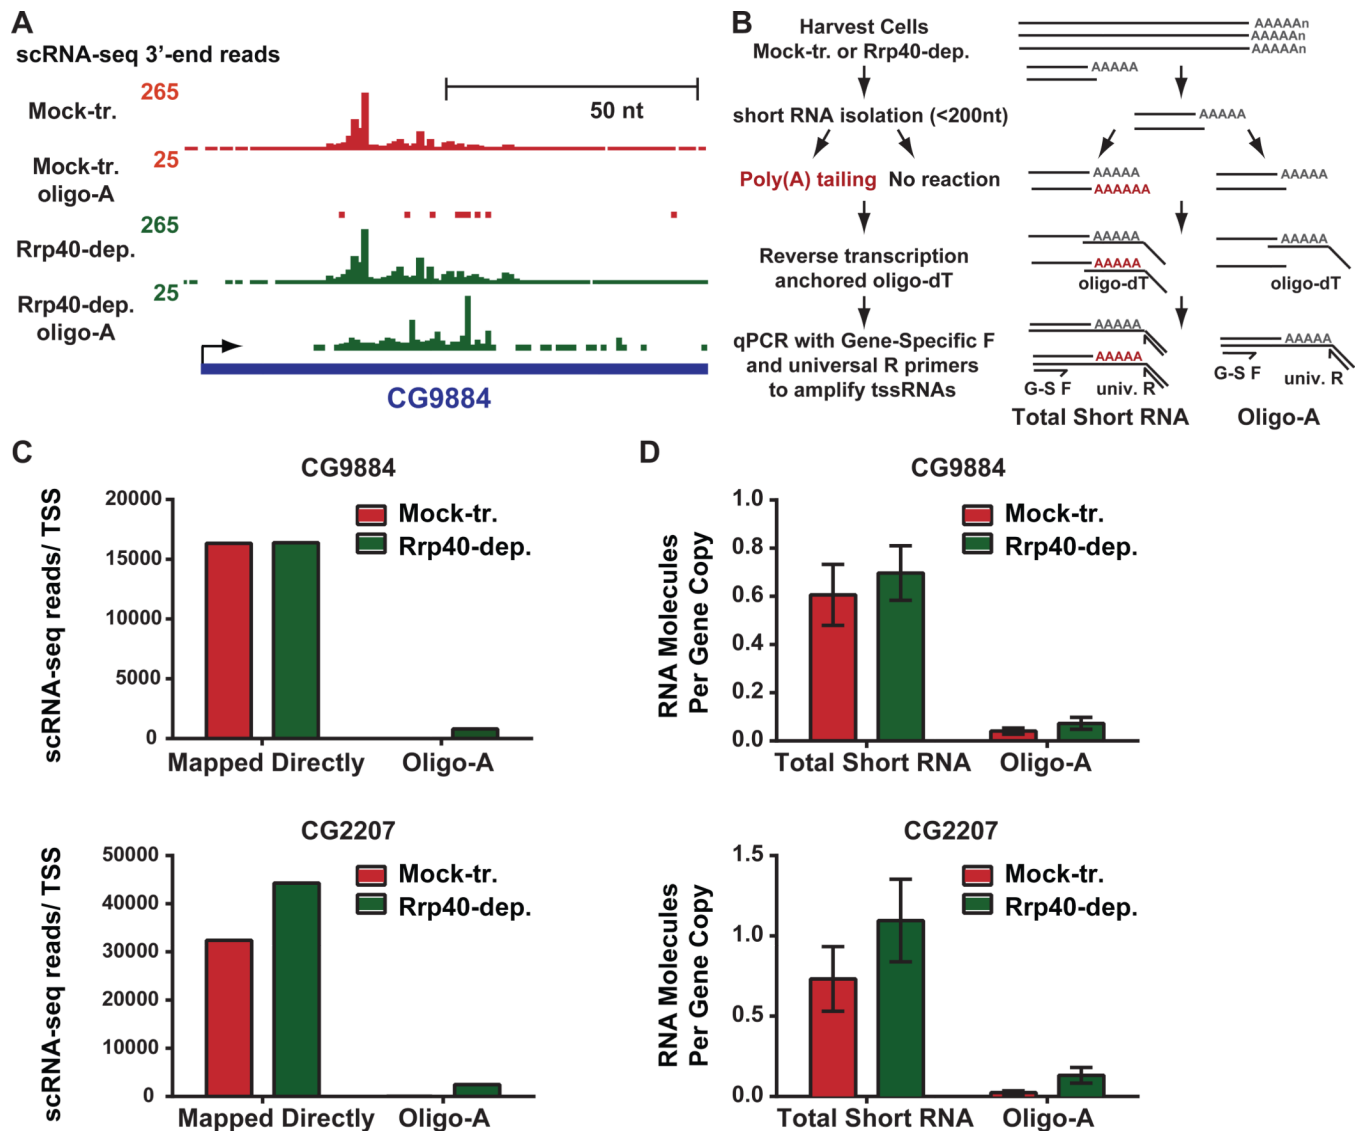 A
scRNA-seq 3'-end reads
265
Mock-tr.
50 nt
25
Mock-tr.
oligo-A
265
Rrp40-dep.
25
Rrp40-dep.
oligo-A
CG9884
B
Harvest Cells
Mock-tr. or Rrp40-dep.
short RNA isolation (<200nt)
Poly(A) tailing
No reaction
Reverse transcription
anchored oligo-dT
qPCR with Gene-Specific F
and universal R primers
to amplify tssRNAs
AAAAAn
AAAAAn
AAAAAn
AAAAA
AAAAA
AAAAA
AAAAAA
AAAAA
AAAAA
AAAAA
oligo-dT
AAAAA
oligo-dT
AAAAA
AAAAA
G-S F
univ. R
AAAAA
G-S F
univ. R
Total Short RNA
Oligo-A
C
CG9884
scRNA-seq reads/ TSS
20000
15000
10000
5000
0
Mock-tr.
Rrp40-dep.
Mapped Directly
Oligo-A
CG2207
scRNA-seq reads/ TSS
50000
40000
30000
20000
10000
0
Mock-tr.
Rrp40-dep.
Mapped Directly
Oligo-A
D
CG9884
RNA Molecules
Per Gene Copy
1.0
0.8
0.6
0.4
0.2
0.0
Mock-tr.
Rrp40-dep.
Total Short RNA
Oligo-A
CG2207
RNA Molecules
Per Gene Copy
1.5
1.0
0.5
0.0
Mock-tr.
Rrp40-dep.
Total Short RNA
Oligo-A